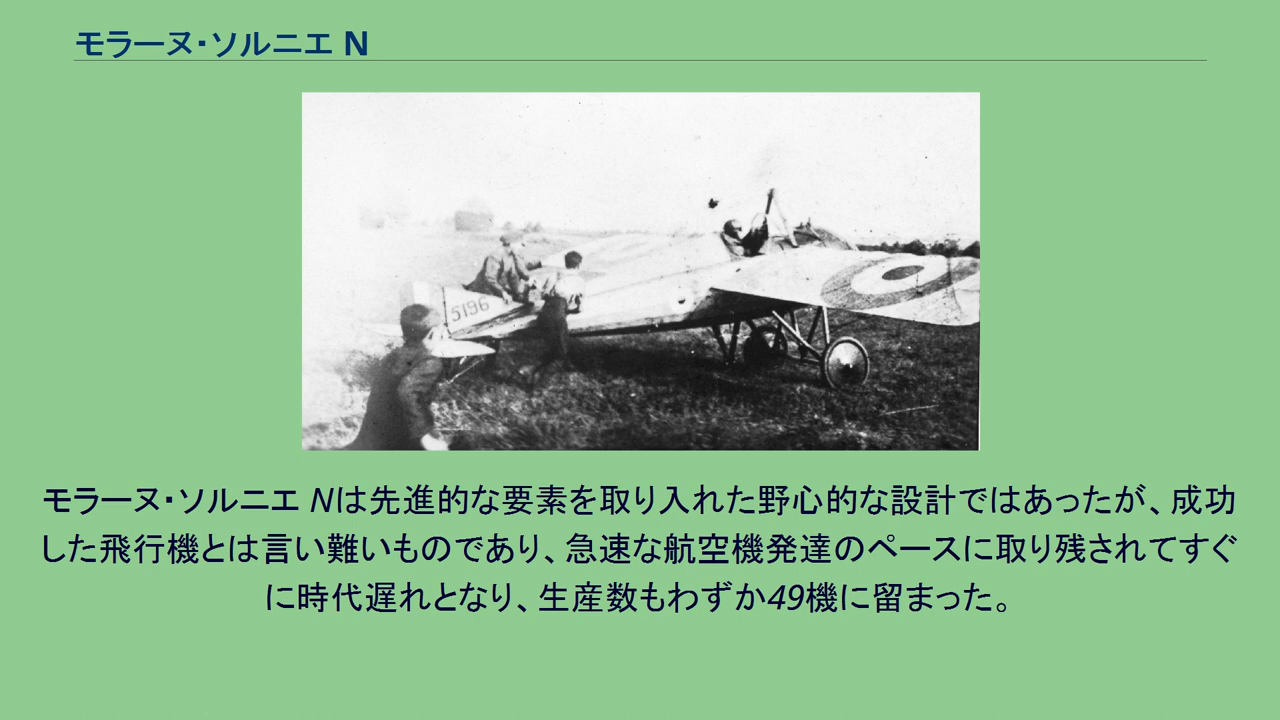 モラーヌ・ソルニエ N
5196
モラーヌ・ソルニエ Nは先進的な要素を取り入れた野心的な設計ではあったが、成功
した飛行機とは言い難いものであり、急速な航空機発達のペースに取り残されてすぐ
に時代遅れとなり、生産数もわずか49機に留まった。